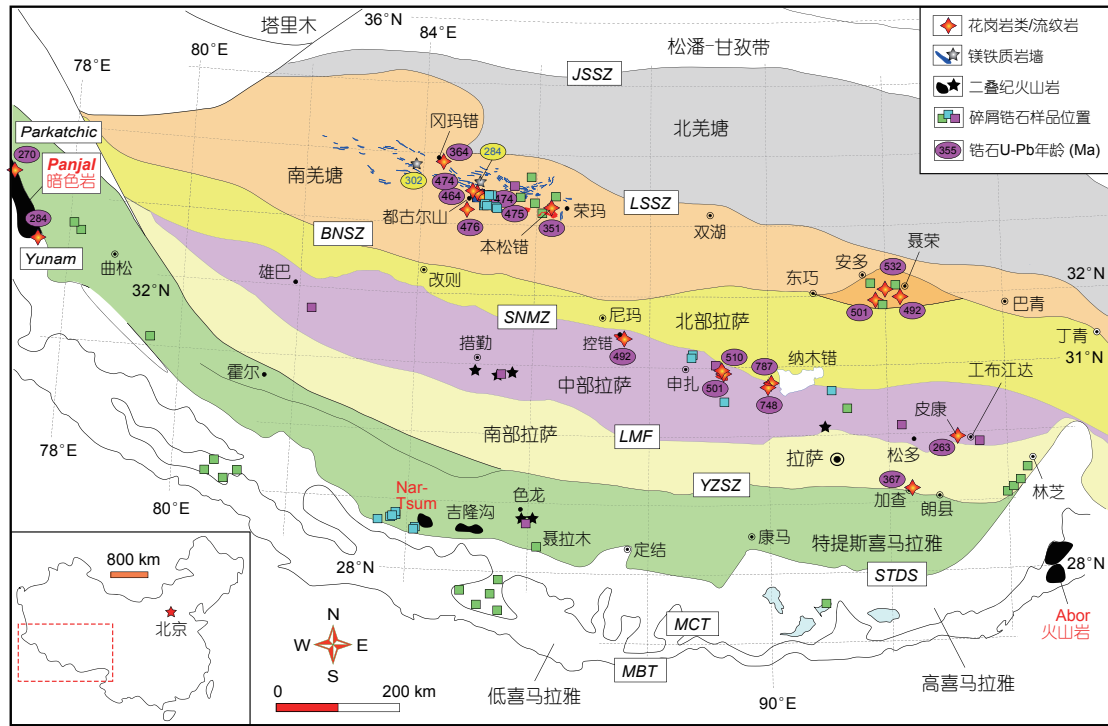 36°N
84°E
80°E
78°E
塔里木
松潘-甘孜带
JSSZ
北羌塘
花岗岩类/流纹岩
镁铁质岩墙
二叠纪火山岩
碎屑锆石样品位置
355
锆石U-Pb年龄 (Ma)
Parkatchic
270
Panjal
暗色岩
284
Yunam
曲松
32°N
冈玛错
364
284
南羌塘
302
474
464
474
都古尔山
475
476
本松错
351
荣玛
LSSZ
双湖
BNSZ
改则
雄巴
聂荣
安多
532
东巧
501
492
32°N
巴青
丁青
31°N
SNMZ
尼玛
控错
492
北部拉萨
措勤
霍尔
中部拉萨
申扎
510
501
787
748
纳木错
工布江达
皮康
263
松多
南部拉萨
LMF
拉萨
YZSZ
367
加查
朗县
林芝
78°E
80°E
Nar-
Tsum
吉隆沟
色龙
聂拉木
定结
康马
特提斯喜马拉雅
STDS
28°N
28°N
Abor
火山岩
MCT
MBT
低喜马拉雅
高喜马拉雅
90°E
800 km
北京
N
W
E
S
0
200 km